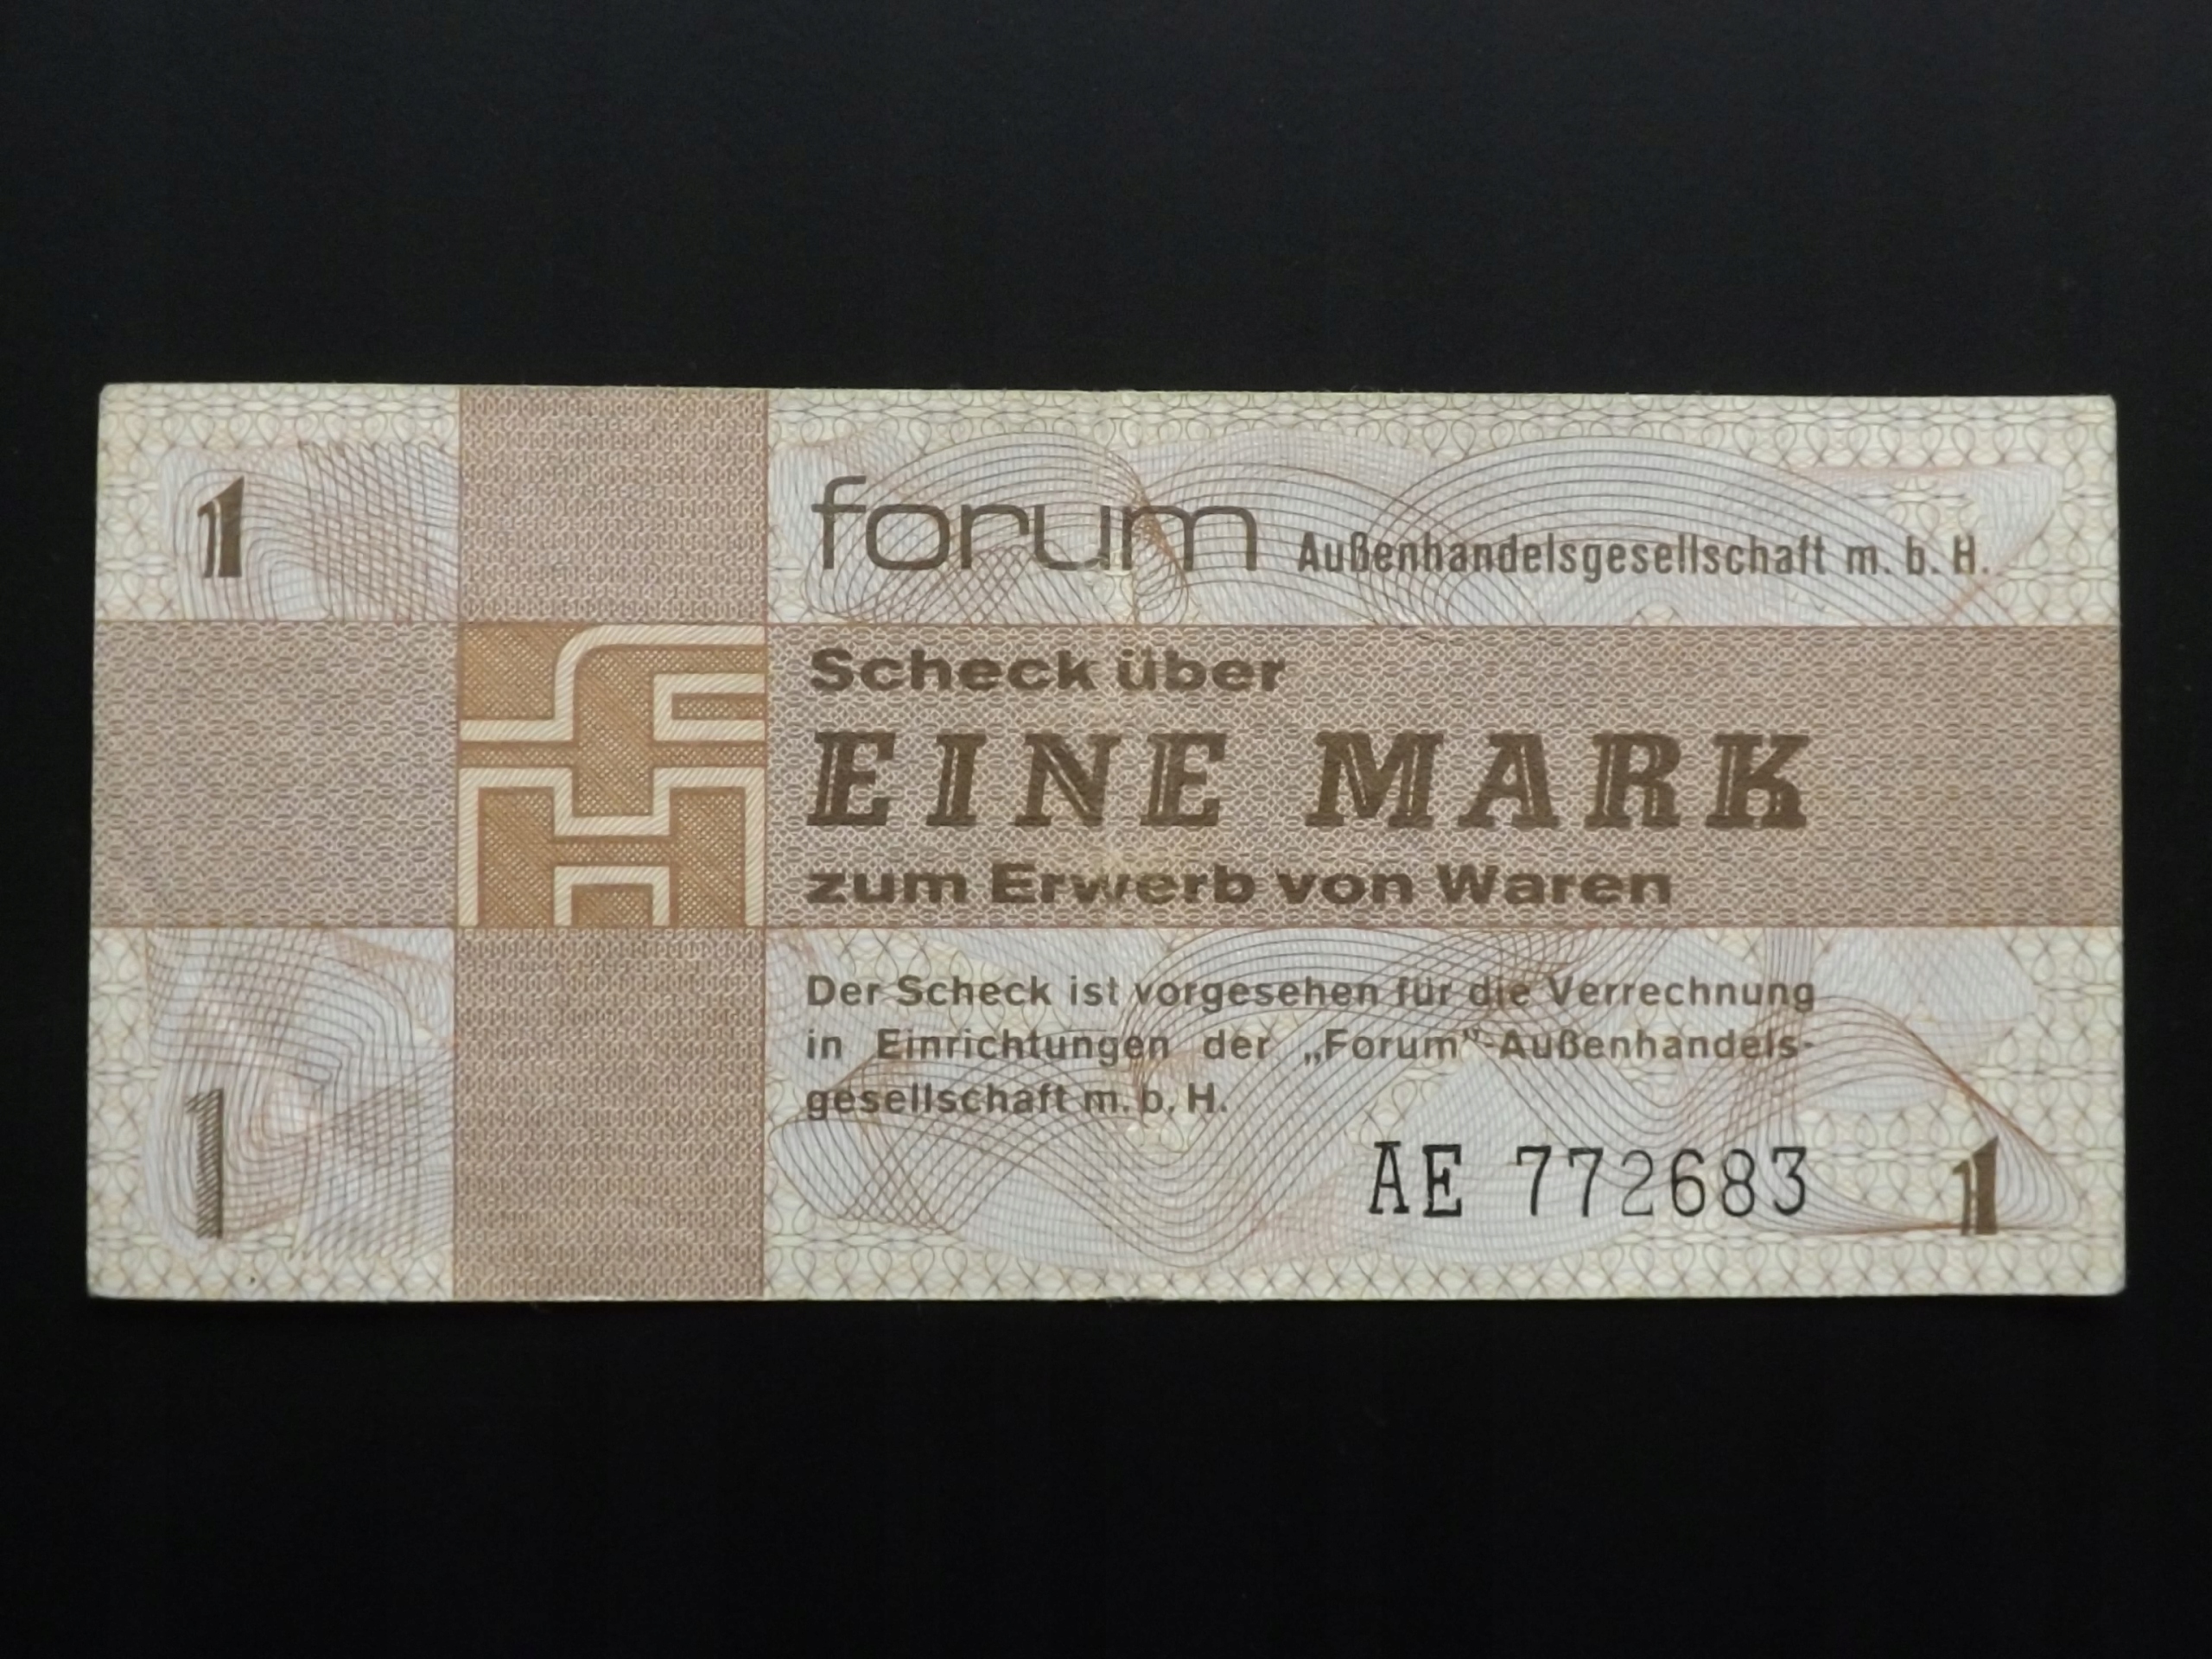 1
forum Außenhandelsgesellschaft m. b. H.
Scheck über
EINE MARK
zum Erwerb von Waren
Der Scheck ist vorgesehen für die Verrechnung
in Einrichtungen der „Forum”-Außenhandels-
gesellschaft m. b. H.
1
AE 772683
1